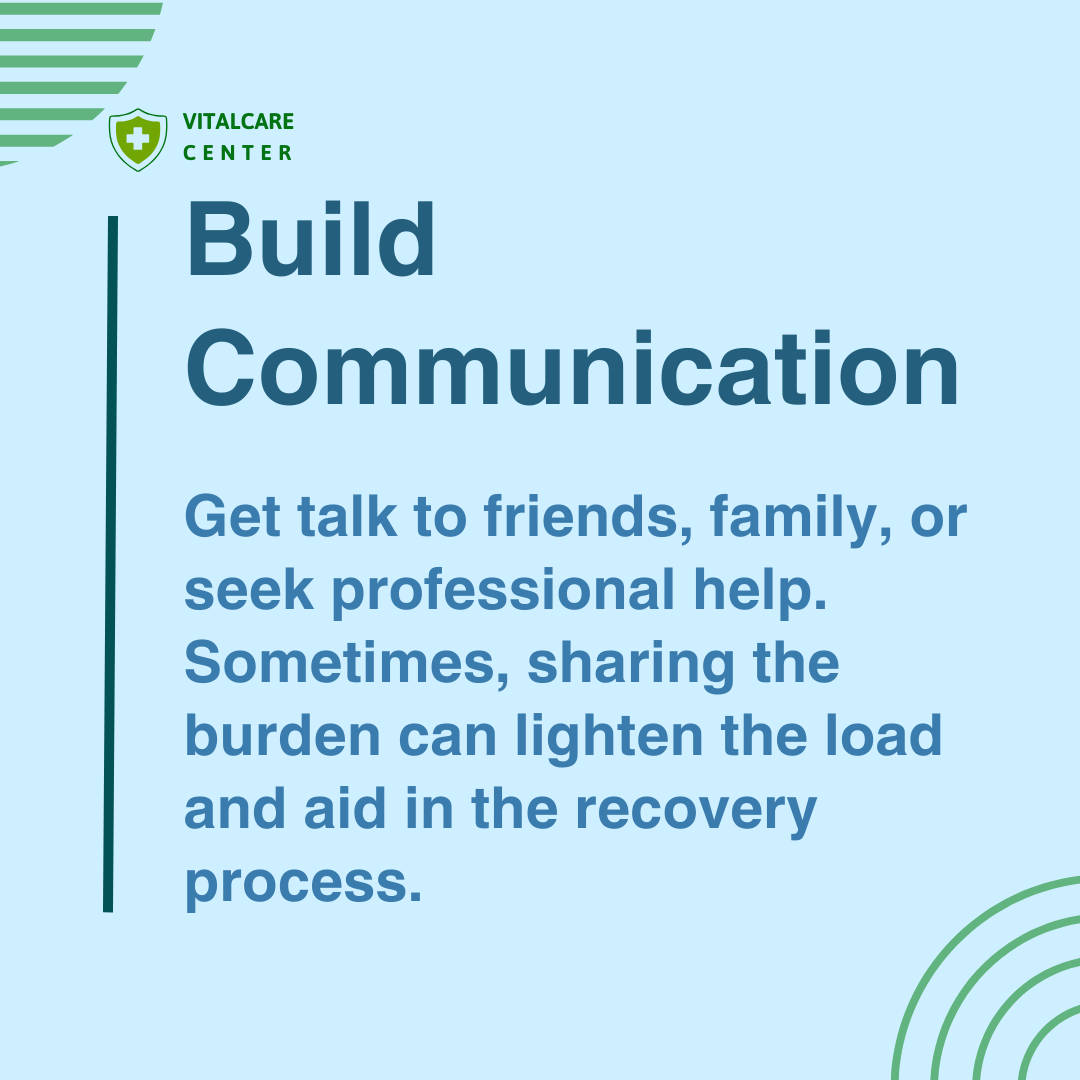 VITALCARE
CENTER
Build
Communication
Get talk to friends, family, or
seek professional help.
Sometimes, sharing the
burden can lighten the load
and aid in the recovery
process.